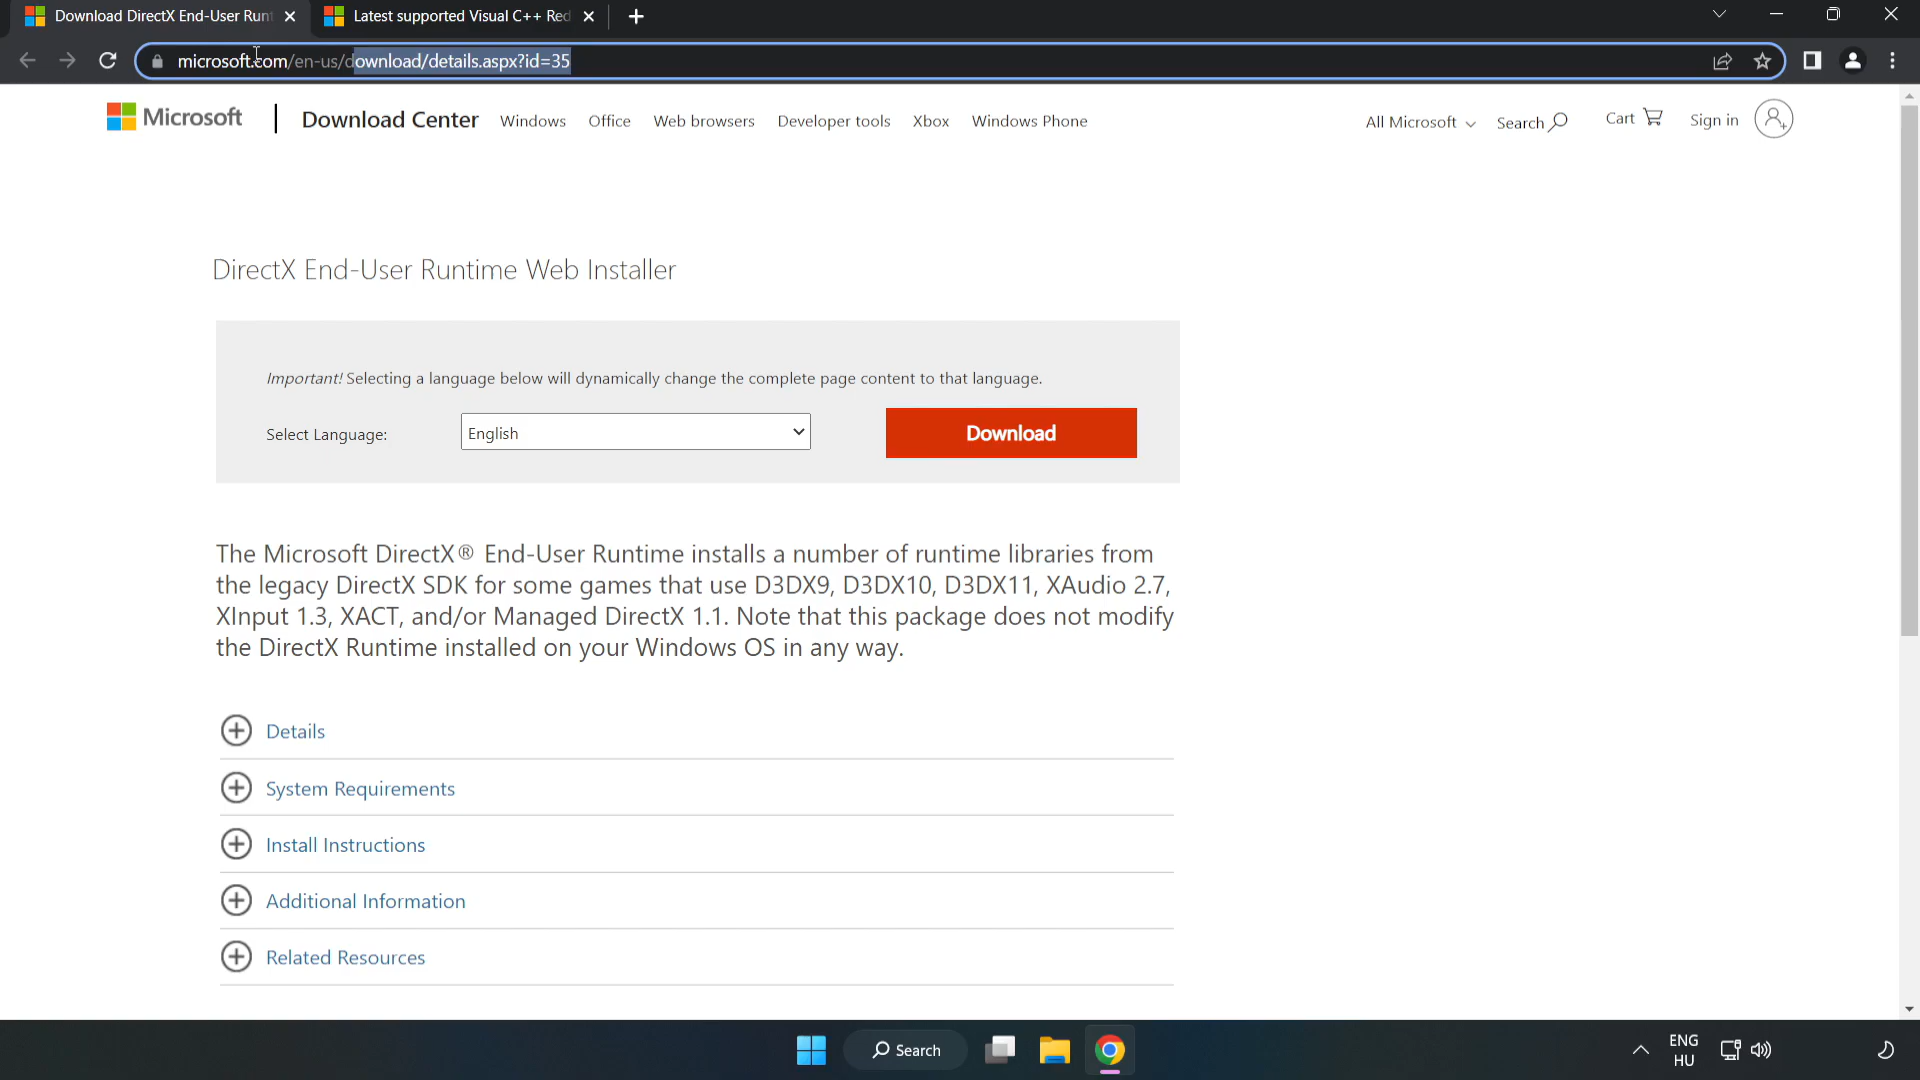 Download DirectX End-User Runt
Latest supported Visual C++ Red
microsoft.com/en-us/download/details.aspx?id=35
Microsoft
Download Center
Windows
Office
Web browsers
Developer tools
Xbox
Windows Phone
All Microsoft
Search
Cart
Sign in
DirectX End-User Runtime Web Installer
Important! Selecting a language below will dynamically change the complete page content to that language.
Select Language:
English
Download
The Microsoft DirectX® End-User Runtime installs a number of runtime libraries from
the legacy DirectX SDK for some games that use D3DX9, D3DX10, D3DX11, XAudio 2.7,
XInput 1.3, XACT, and/or Managed DirectX 1.1. Note that this package does not modify
the DirectX Runtime installed on your Windows OS in any way.
Details
System Requirements
Install Instructions
Additional Information
Related Resources
Search
ENG
HU